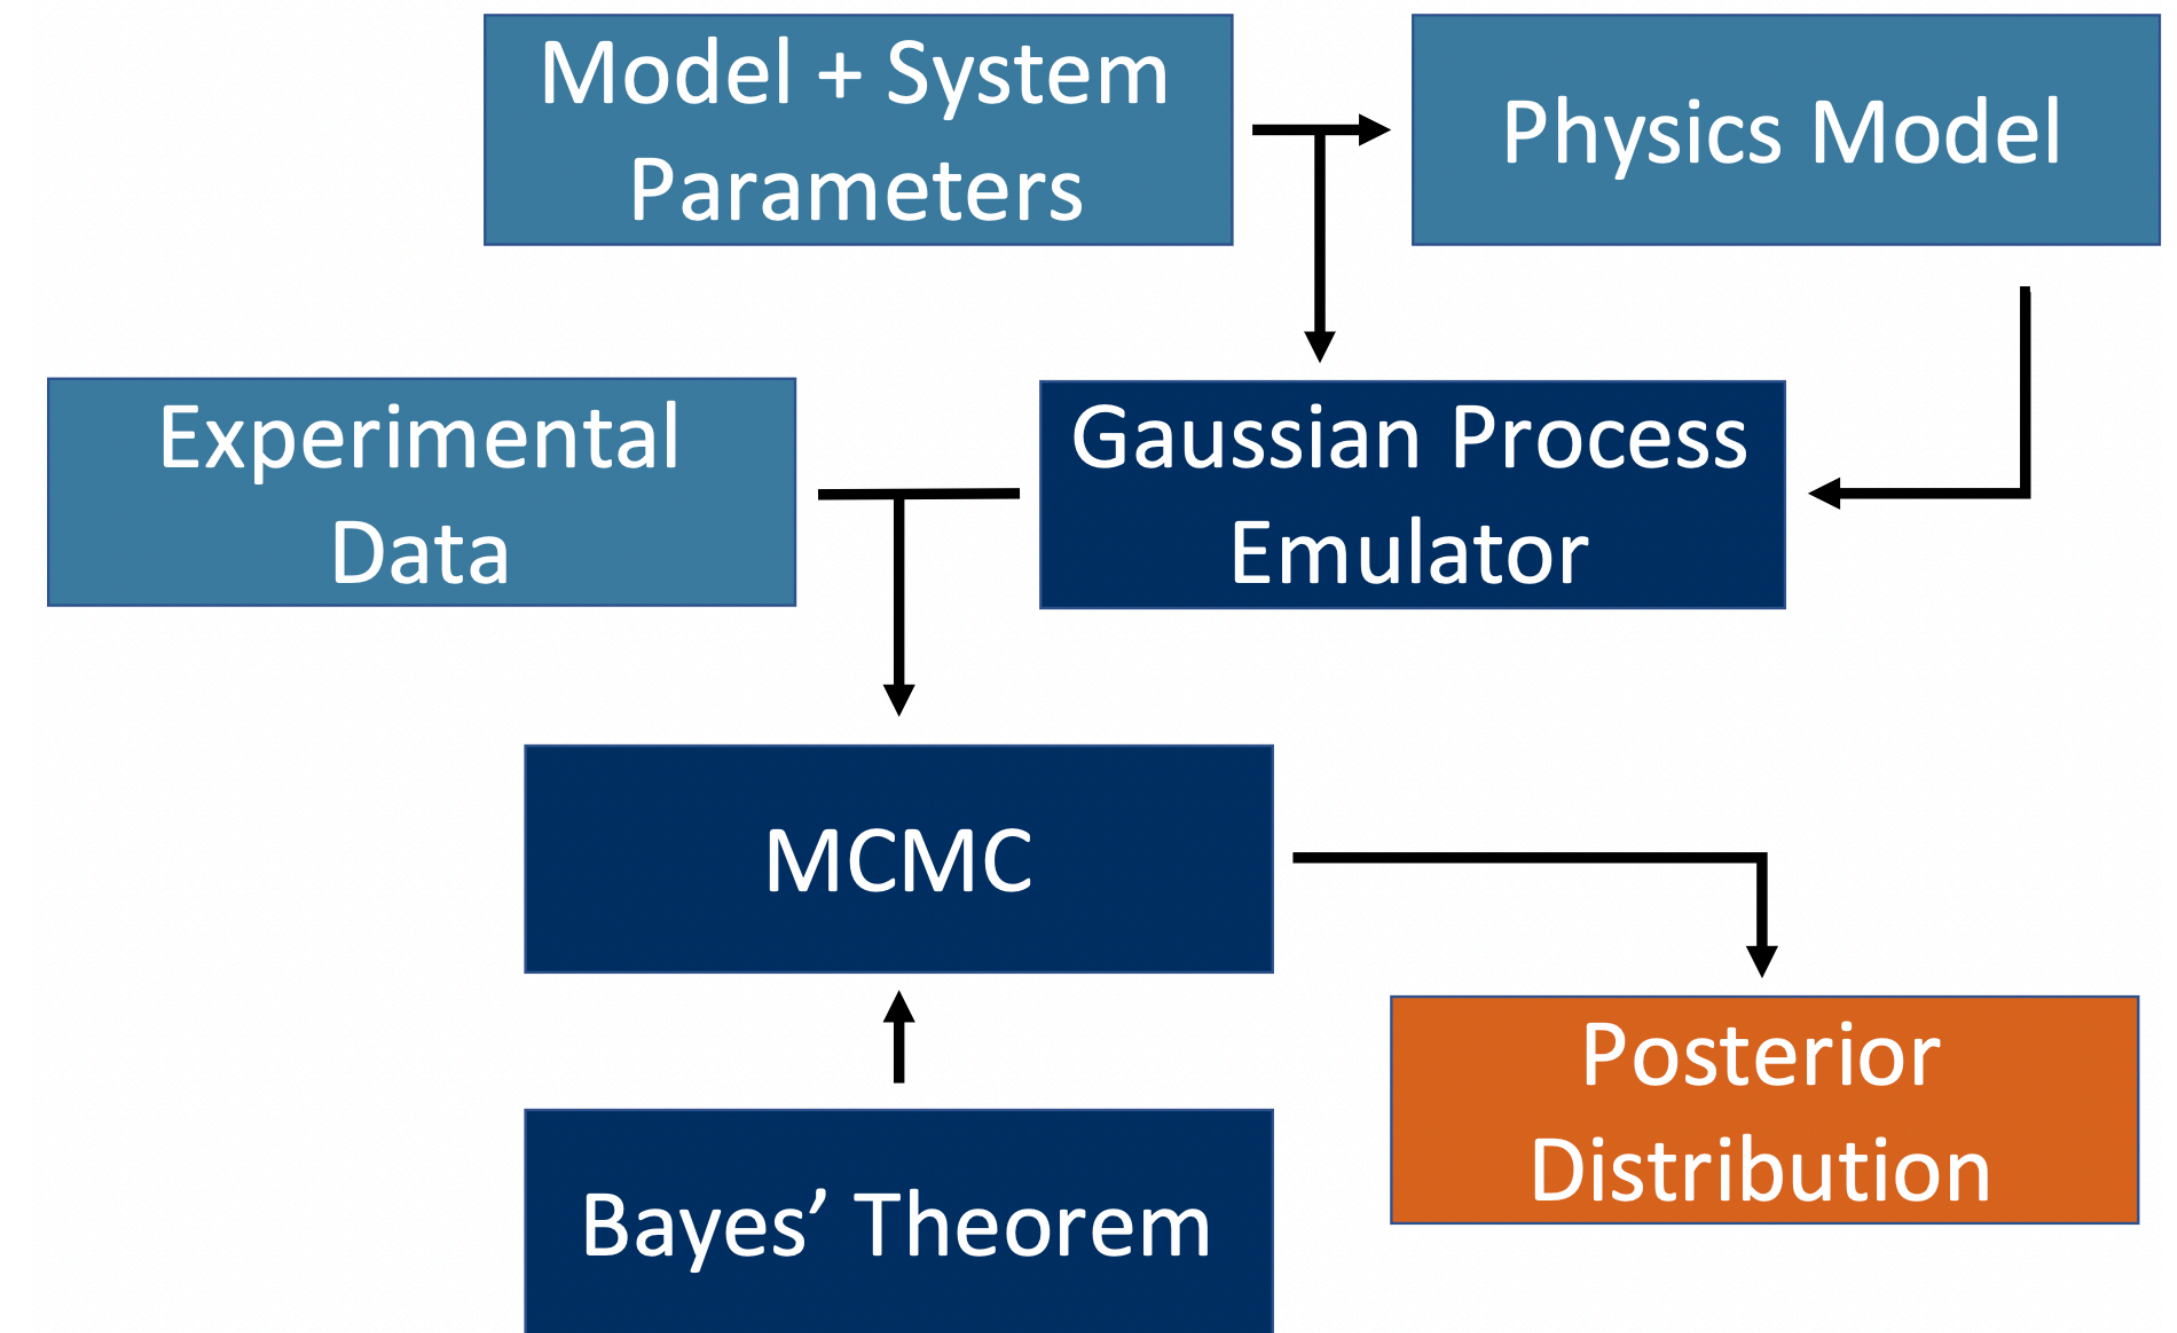 Model + System
Parameters
Physics Model
Experimental
Data
Gaussian Process
Emulator
MCMC
Posterior
Distribution
Bayes’ Theorem